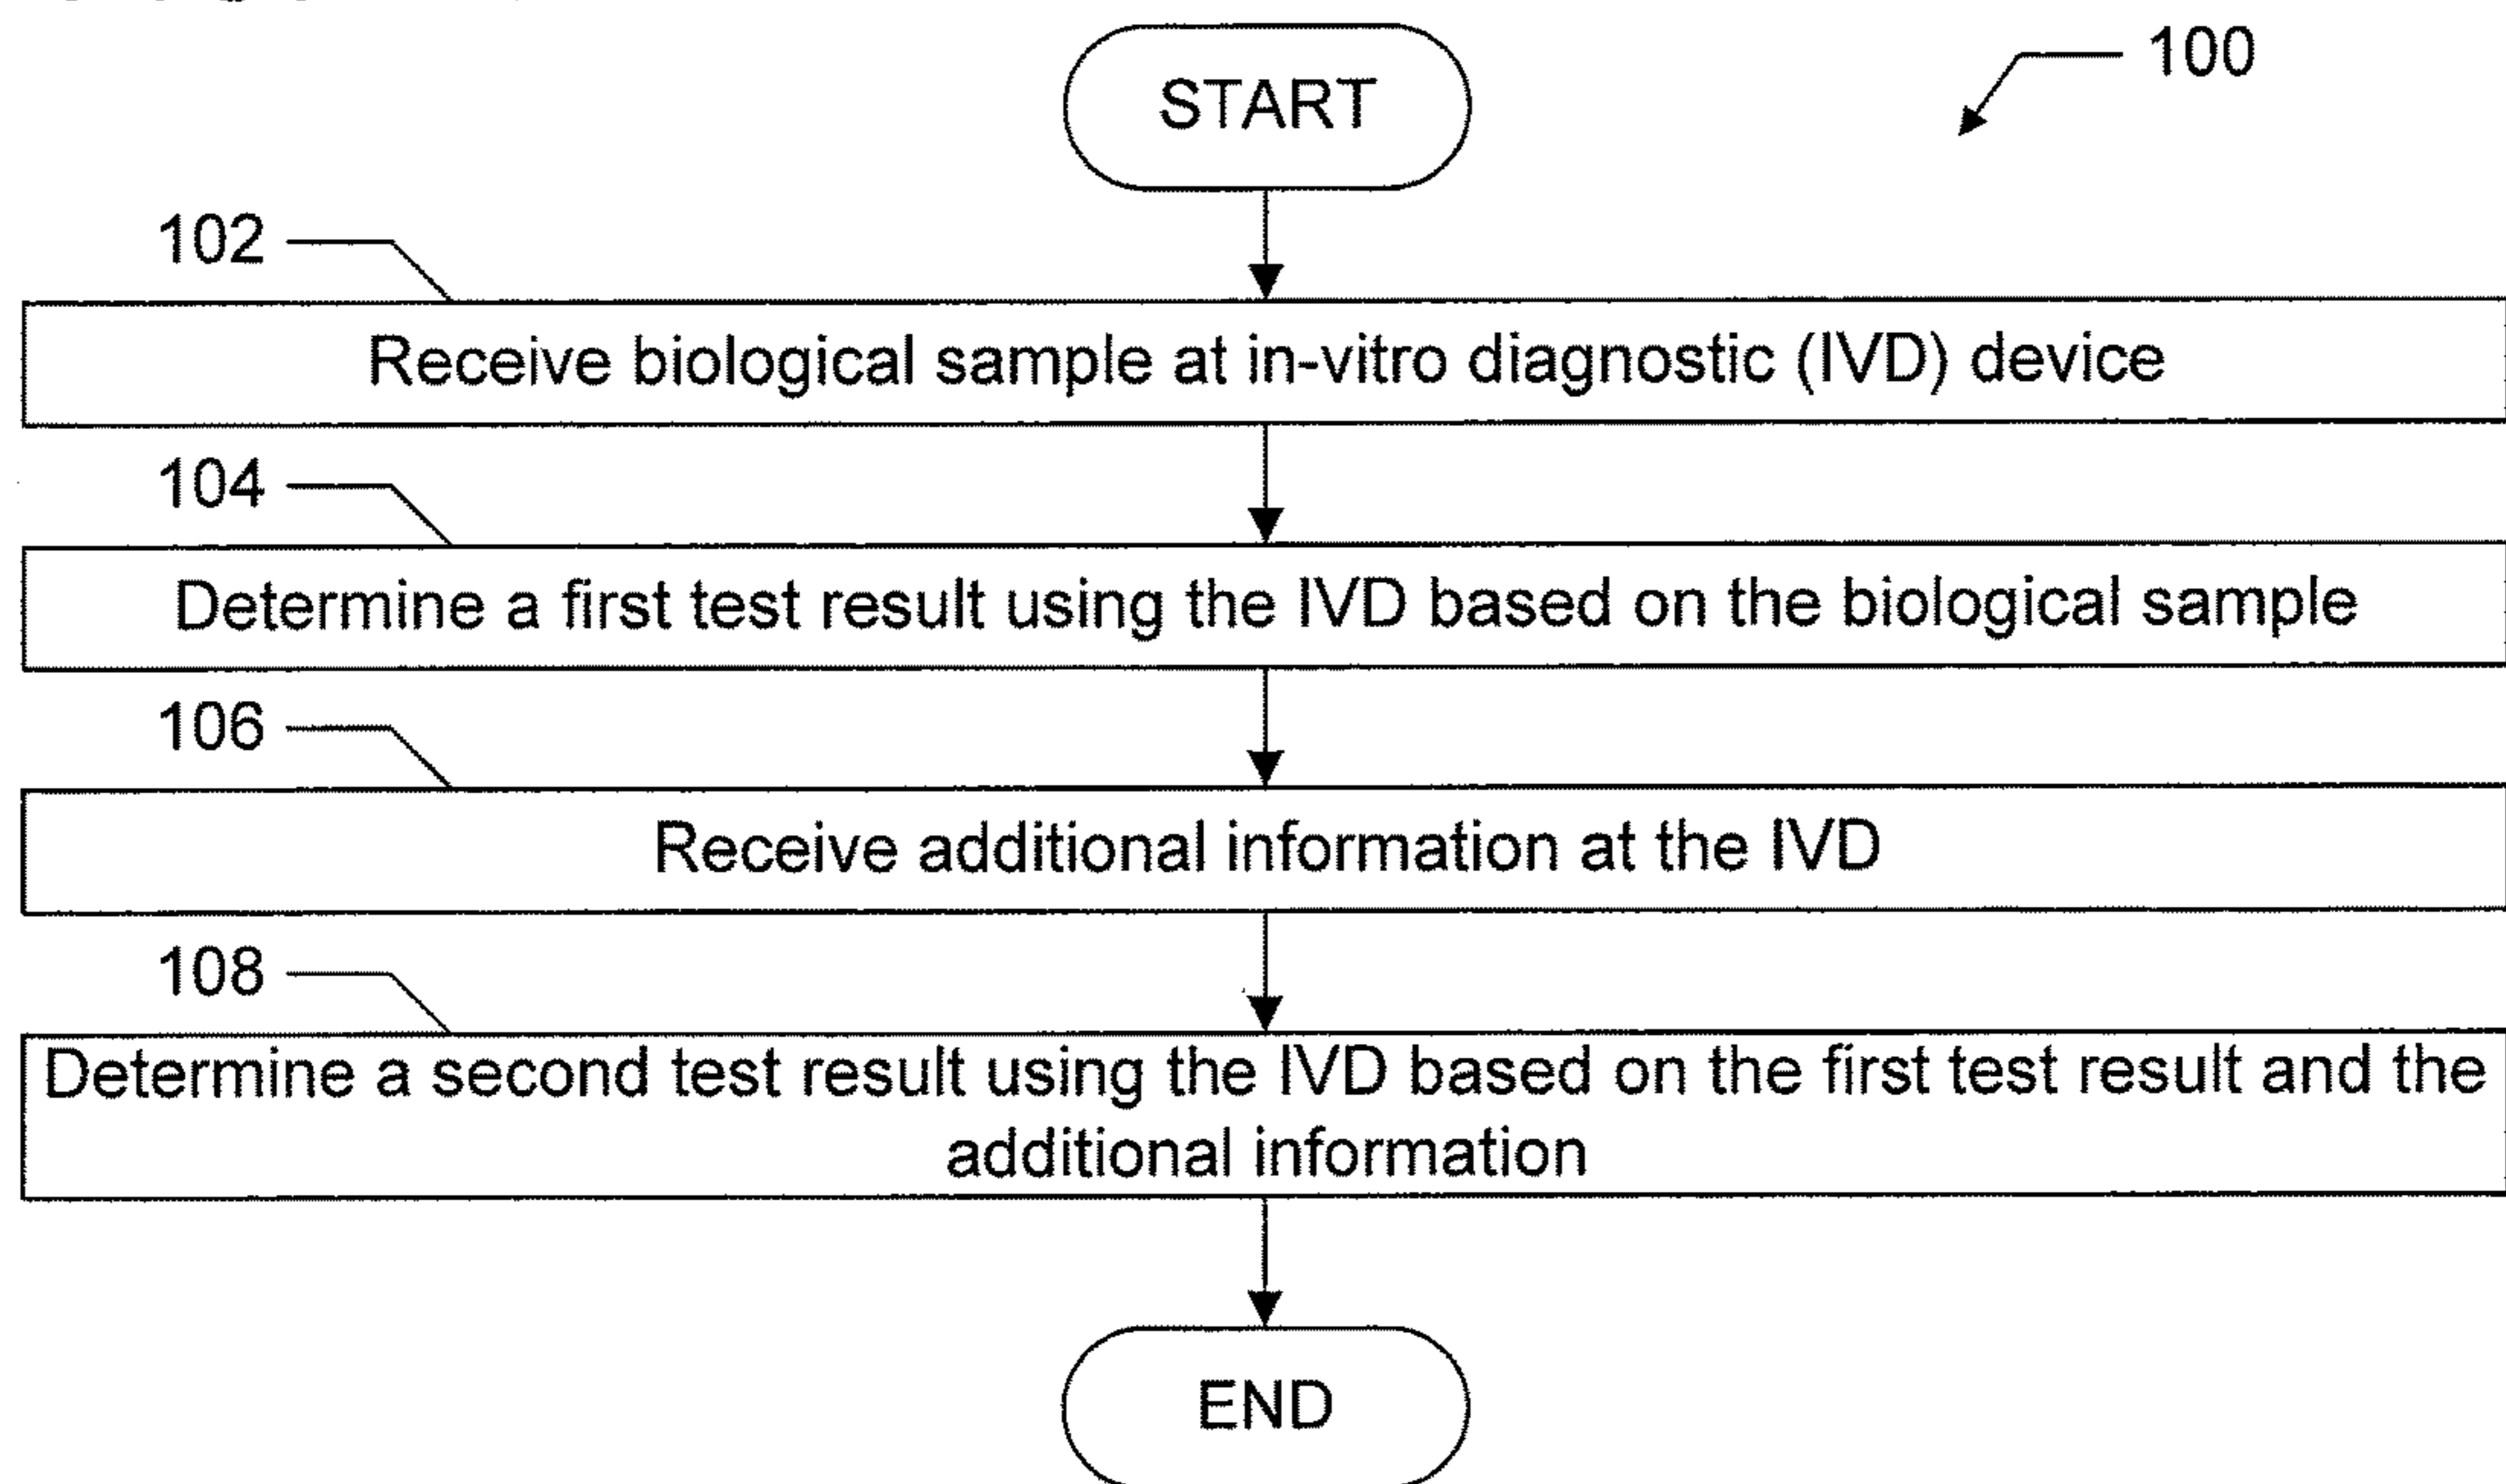 START
100
102
Receive biological sample at in-vitro diagnostic (IVD) device
104
Determine a first test result using the IVD based on the biological sample
106
Receive additional information at the IVD
108
Determine a second test result using the IVD based on the first test result and the
additional information
END